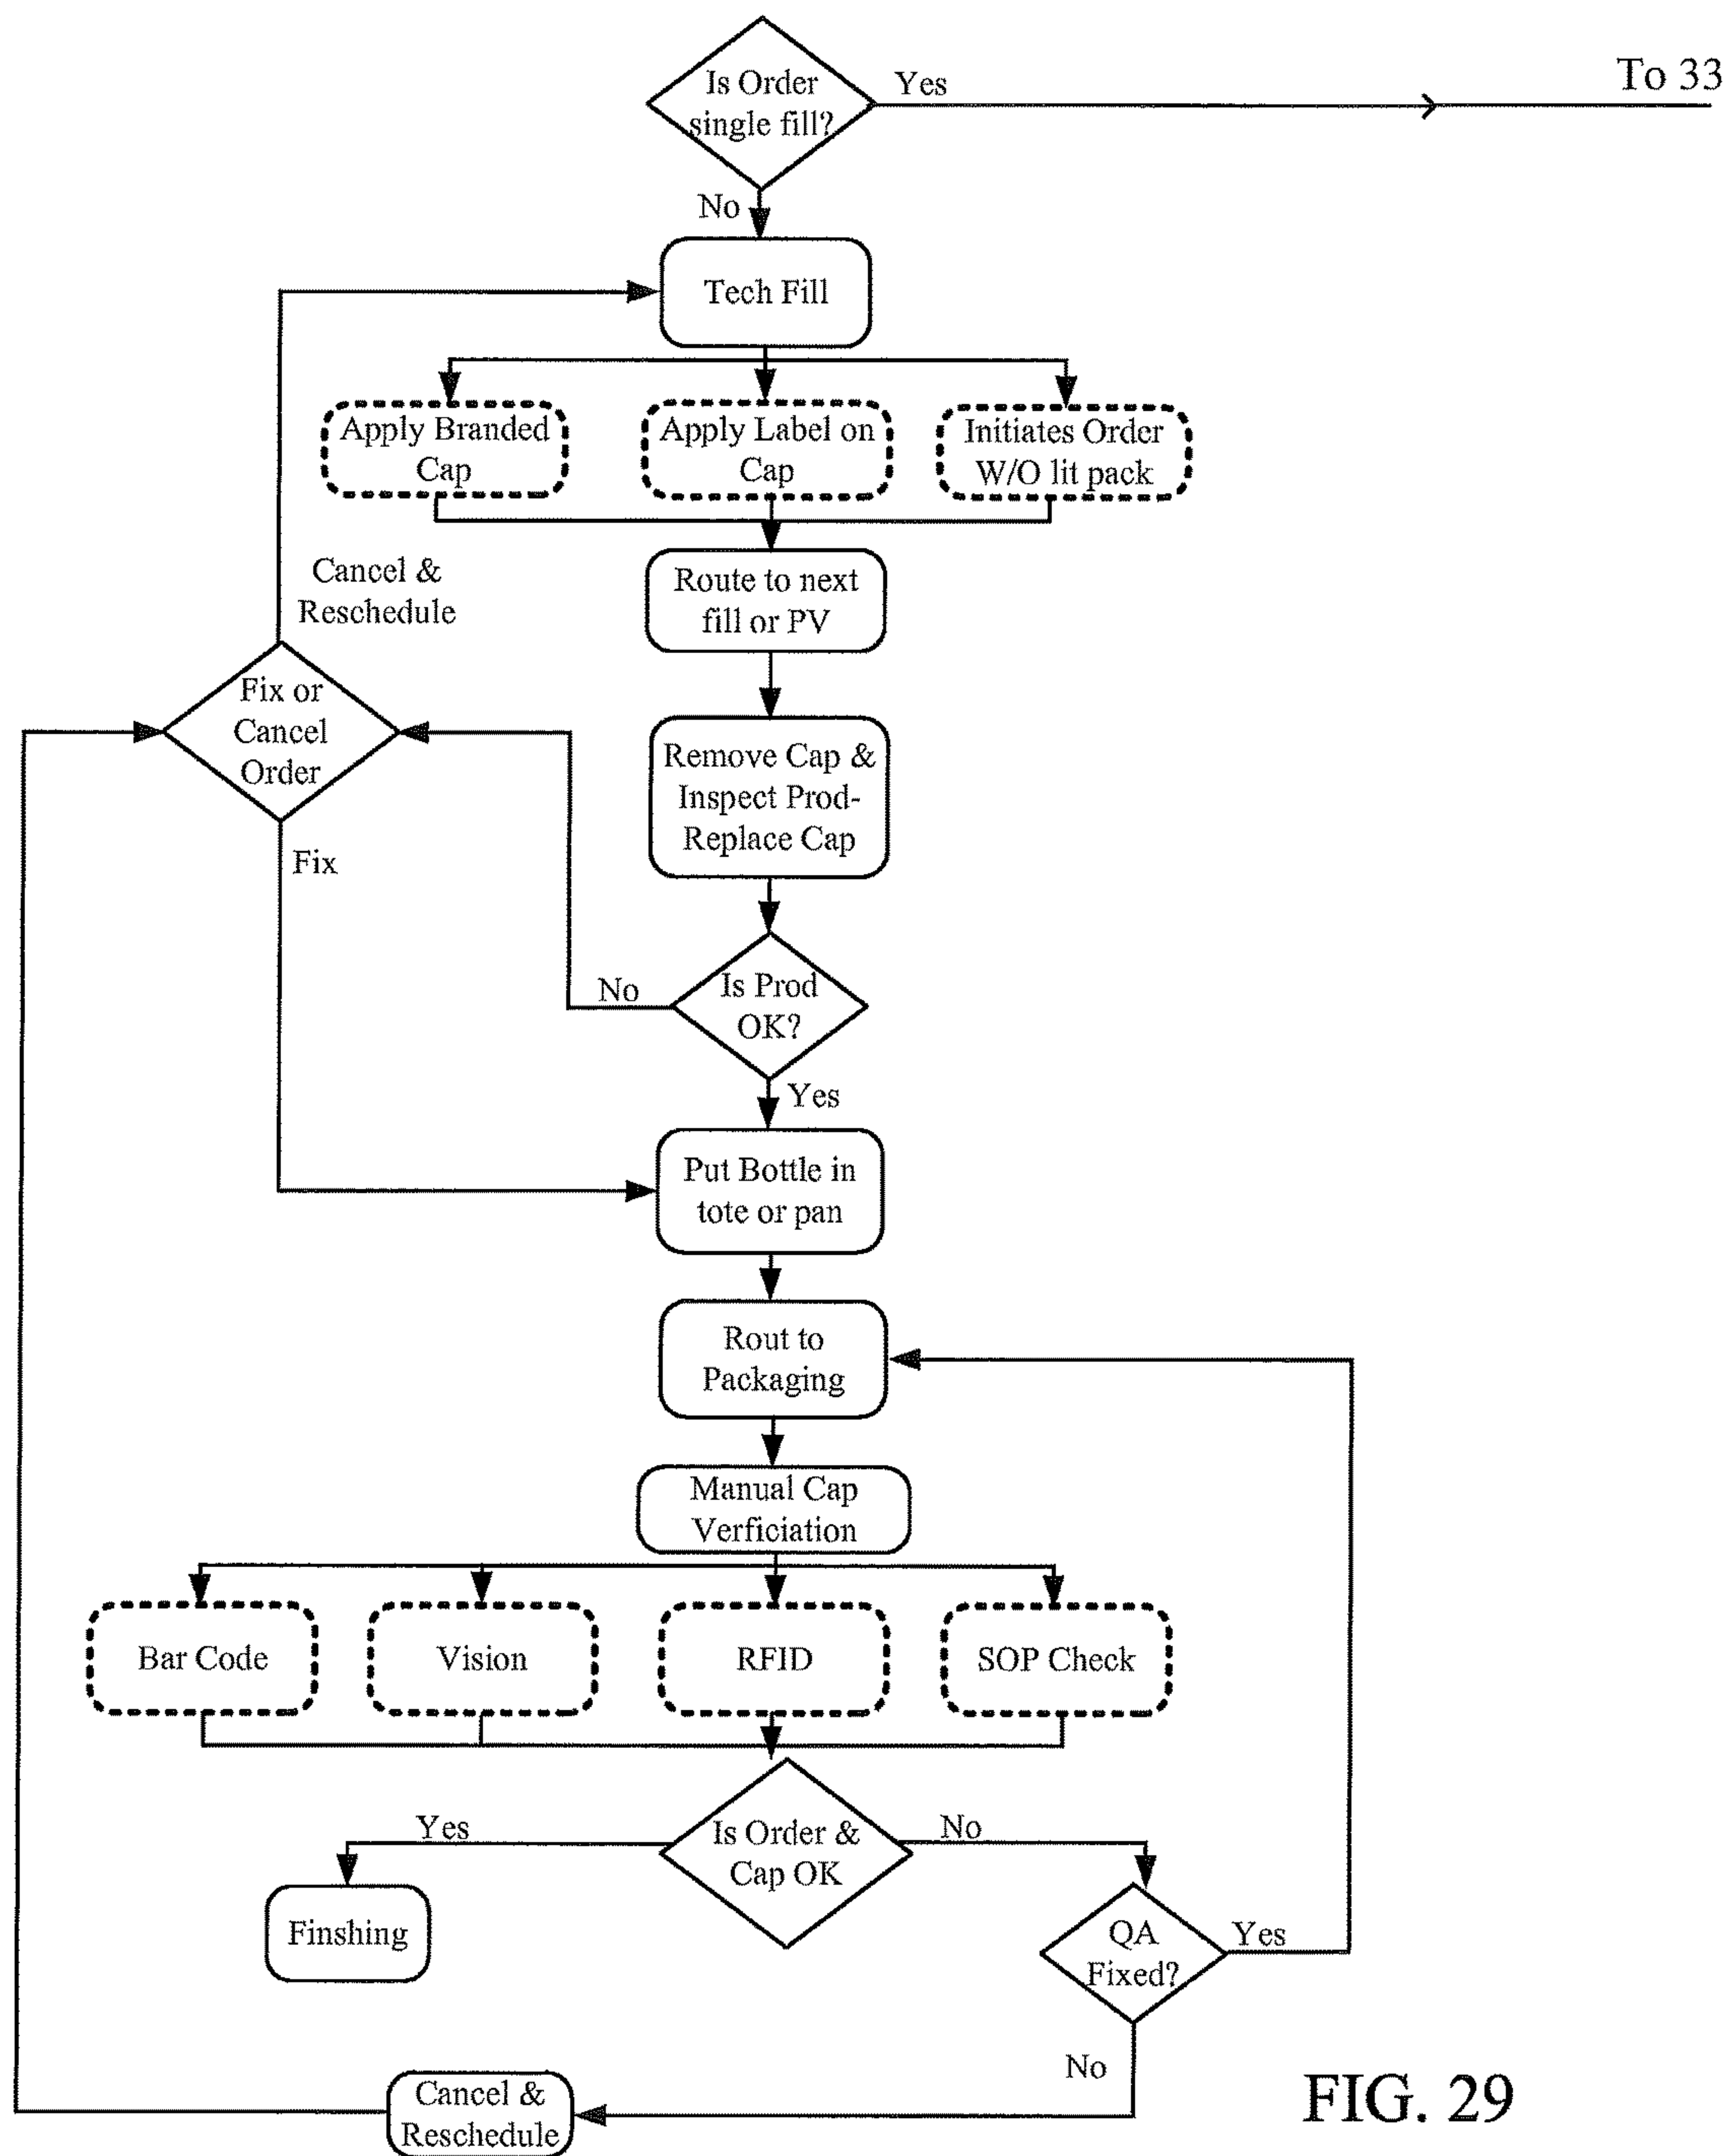 To 33
Is Order
single fill?
Yes
No
Tech Fill
Apply Branded
Cap
Apply Label on
Cap
Initiates Order
W/O lit pack
Cancel &
Reschedule
Route to next
fill or PV
Fix or
Cancel
Order
Remove Cap &
Inspect Prod-
Replace Cap
Fix
No
Is Prod
OK?
Yes
Put Bottle in
tote or pan
Rout to
Packaging
Manual Cap
Verficiation
Bar Code
Vision
RFID
SOP Check
Yes
Is Order &
Cap OK
No
Finshing
QA
Fixed?
Yes
No
Cancel &
Reschedule
FIG. 29